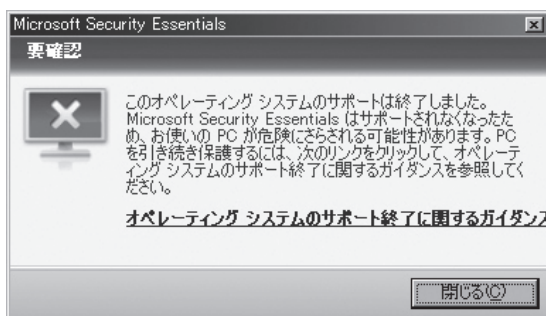 Microsoft Security Essentials
要確認
このオペレーティング システムのサポートは終了しました。
Microsoft Security Essentials はサポートされなくなったた
め、お使いの PC が危険にさらされる可能性があります。PC
を引き続き保護するには、次のリンクをクリックして、オペレーテ
ィング システムのサポート終了に関するガイダンスを参照してく
ださい。
オペレーティング システムのサポート終了に関するガイダンス
閉じる(C)